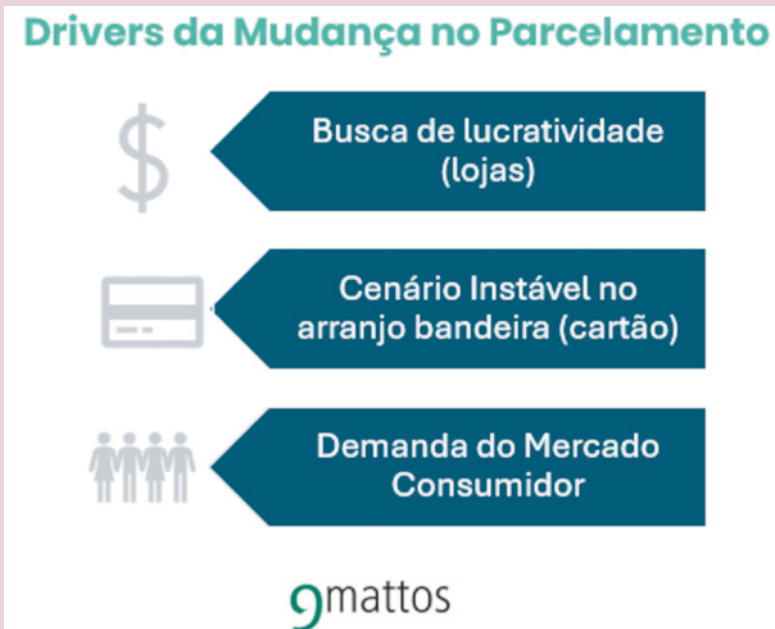 Drivers da Mudança no Parcelamento
$
Busca de lucratividade
(lojas)
Cenário Instável no
arranjo bandeira (cartão)
Demanda do Mercado
Consumidor
gmattos